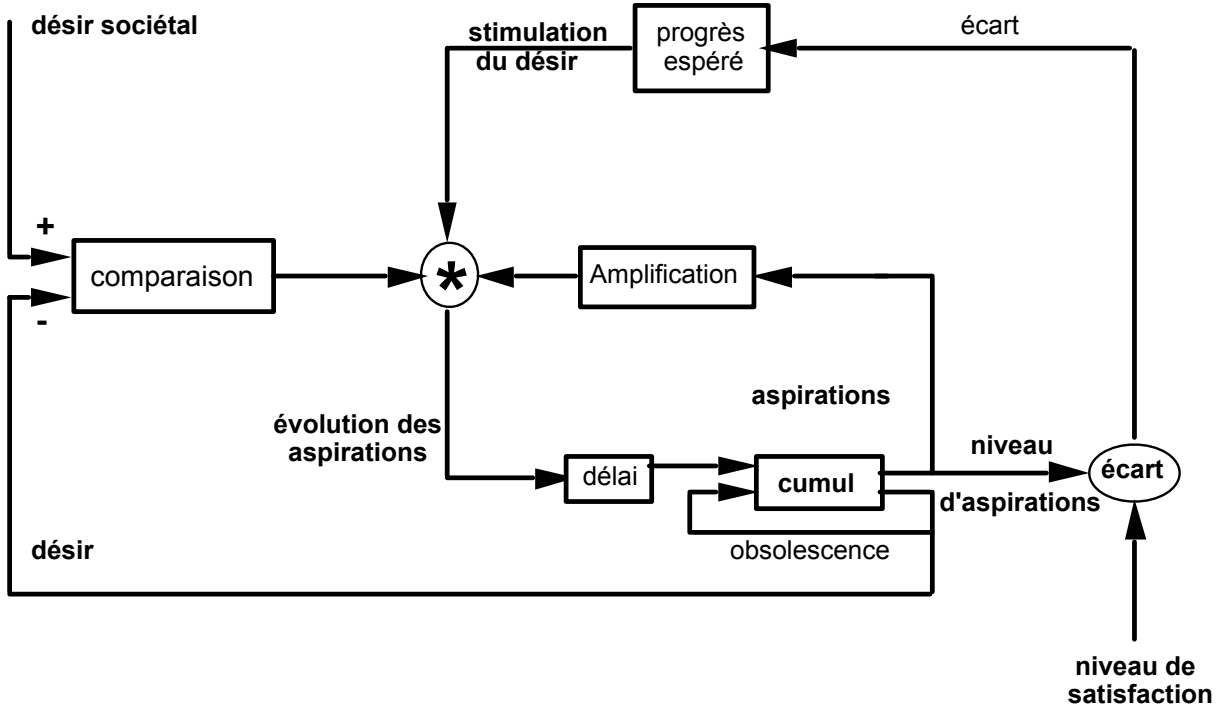 désir sociétal
stimulation
du désir
progrès
espéré
écart
+
comparaison
-
*
Amplification
aspirations
évolution des
aspirations
délai
cumul
niveau
d'aspirations
écart
obsolescence
désir
niveau de
satisfaction